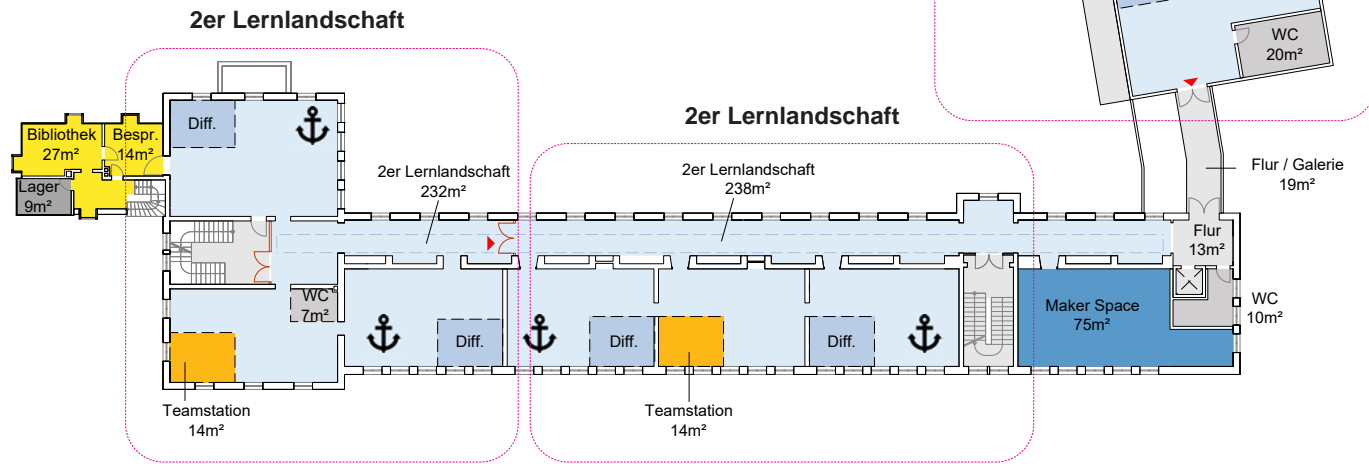 2er Lernlandschaft
WC
20m²
2er Lernlandschaft
Diff.
Bibliothek
27m²
Bespr.
14m²
Lager
9m²
2er Lernlandschaft
232m²
2er Lernlandschaft
238m²
Flur / Galerie
19m²
Flur
13m²
WC
7m²
Maker Space
75m²
WC
10m²
Diff.
Diff.
Diff.
Teamstation
14m²
Teamstation
14m²